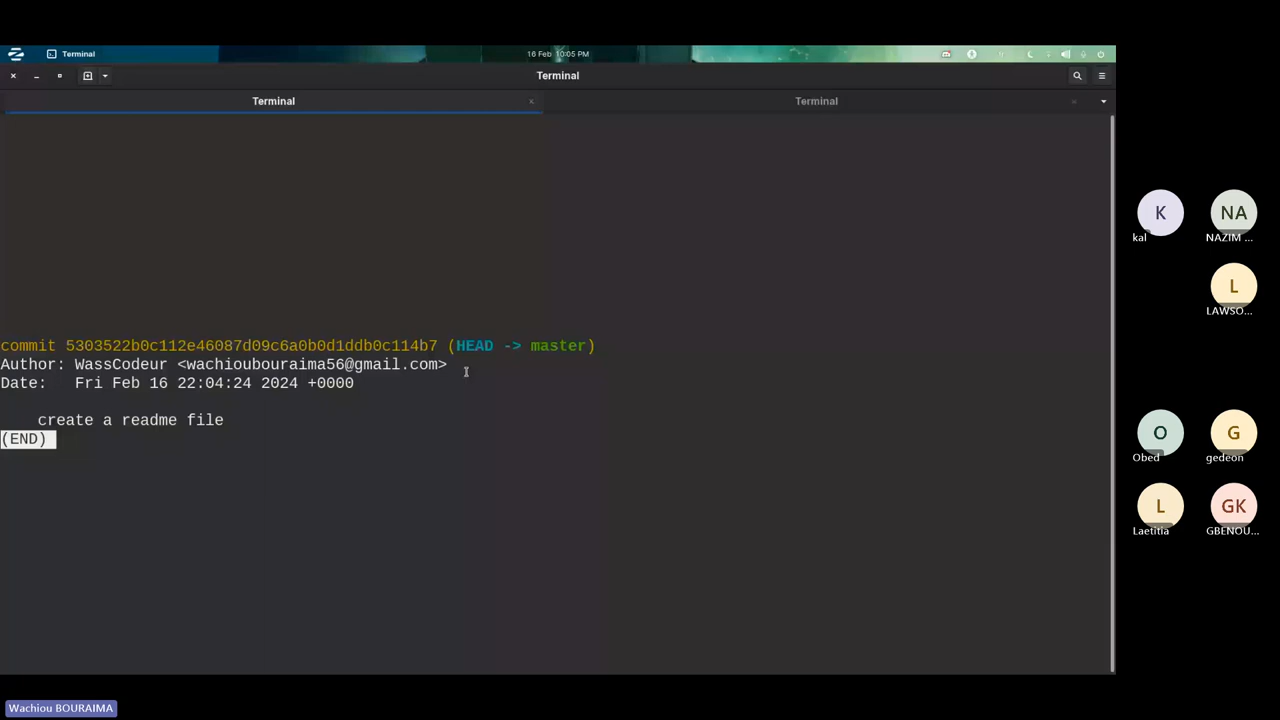 Terminal
16 Feb 10:05 PM
Terminal
Terminal
Terminal
commit 5303522b0c112e46087d09c6a0b0d1ddb0c114b7 (HEAD -> master)
Author: WassCodeur <wachioubouraima56@gmail.com>
Date: Fri Feb 16 22:04:24 2024 +0000
create a readme file
(END)
K
kal
NA
NAZIM ...
L
LAWSO...
O
Obed
G
gedeon
L
Laetitia
GK
GBENOU...
Wachiou BOURAIMA